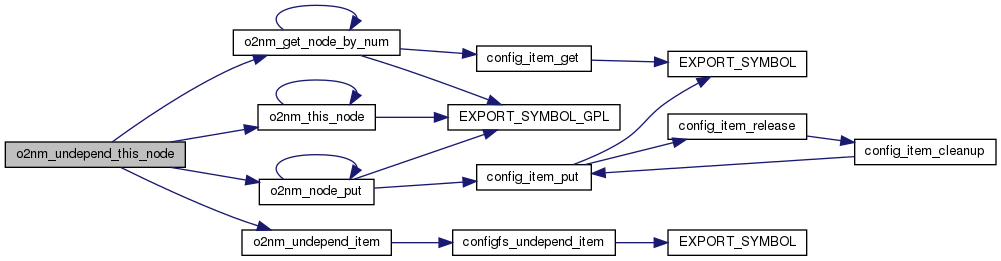 o2nm_get_node_by_num
config_item_get
EXPORT_SYMBOL
o2nm_this_node
EXPORT_SYMBOL_GPL
config_item_release
o2nm_undepend_this_node
config_item_cleanup
o2nm_node_put
config_item_put
o2nm_undepend_item
configfs_undepend_item
EXPORT_SYMBOL